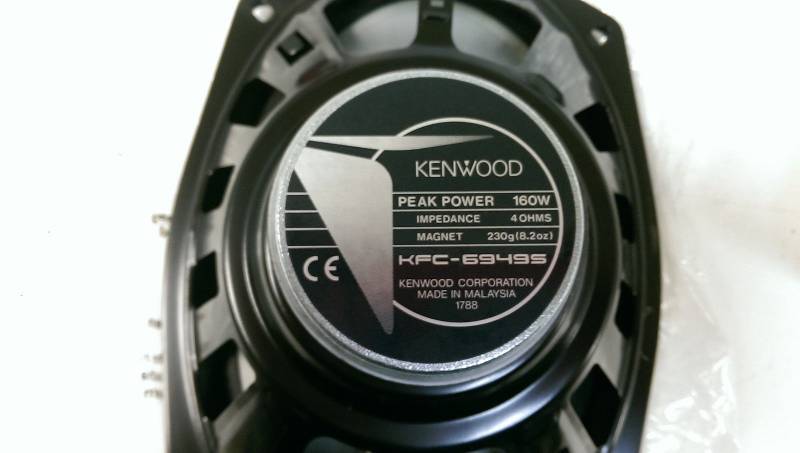 KENWOOD
PEAK POWER 160W
IMPEDANCE 4 OHMS
MAGNET 230g(8.2oz)
KFC-6949S
CE
KENWOOD CORPORATION
MADE IN MALAYSIA
1788